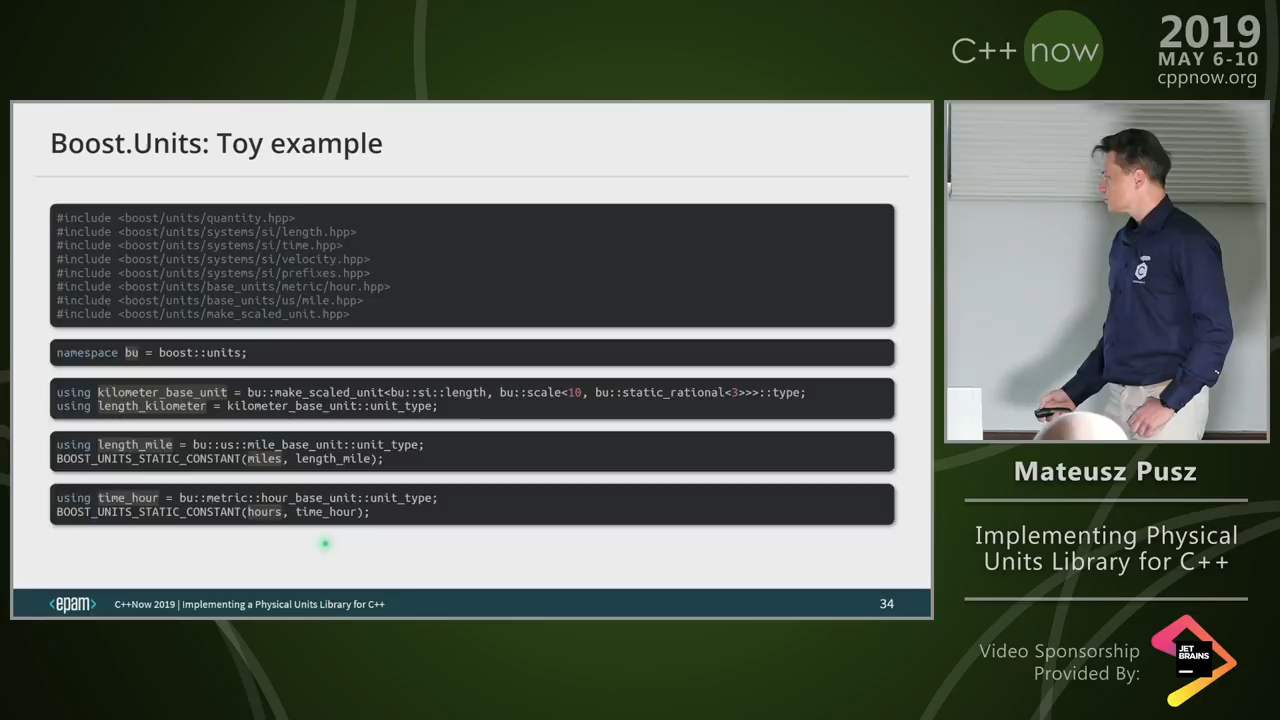 C++ now
2019
MAY 6-10
cppnow.org
Boost.Units: Toy example
#include <boost/units/quantity.hpp>
#include <boost/units/systems/si/length.hpp>
#include <boost/units/systems/si/time.hpp>
#include <boost/units/systems/si/velocity.hpp>
#include <boost/units/systems/si/prefixes.hpp>
#include <boost/units/base_units/metric/hour.hpp>
#include <boost/units/base_units/us/mile.hpp>
#include <boost/units/make_scaled_unit.hpp>
namespace bu = boost::units;
using kilometer_base_unit = bu::make_scaled_unit<bu::si::length, bu::scale<10, bu::static_rational<3>>>::type;
using length_kilometer = kilometer_base_unit::unit_type;
using length_mile = bu::us::mile_base_unit::unit_type;
BOOST_UNITS_STATIC_CONSTANT(miles, length_mile);
using time_hour = bu::metric::hour_base_unit::unit_type;
BOOST_UNITS_STATIC_CONSTANT(hours, time_hour);
<epam>
C++Now 2019 | Implementing a Physical Units Library for C++
34
Mateusz Pusz
Implementing Physical
Units Library for C++
Video Sponsorship
Provided By:
JET
BRAINS